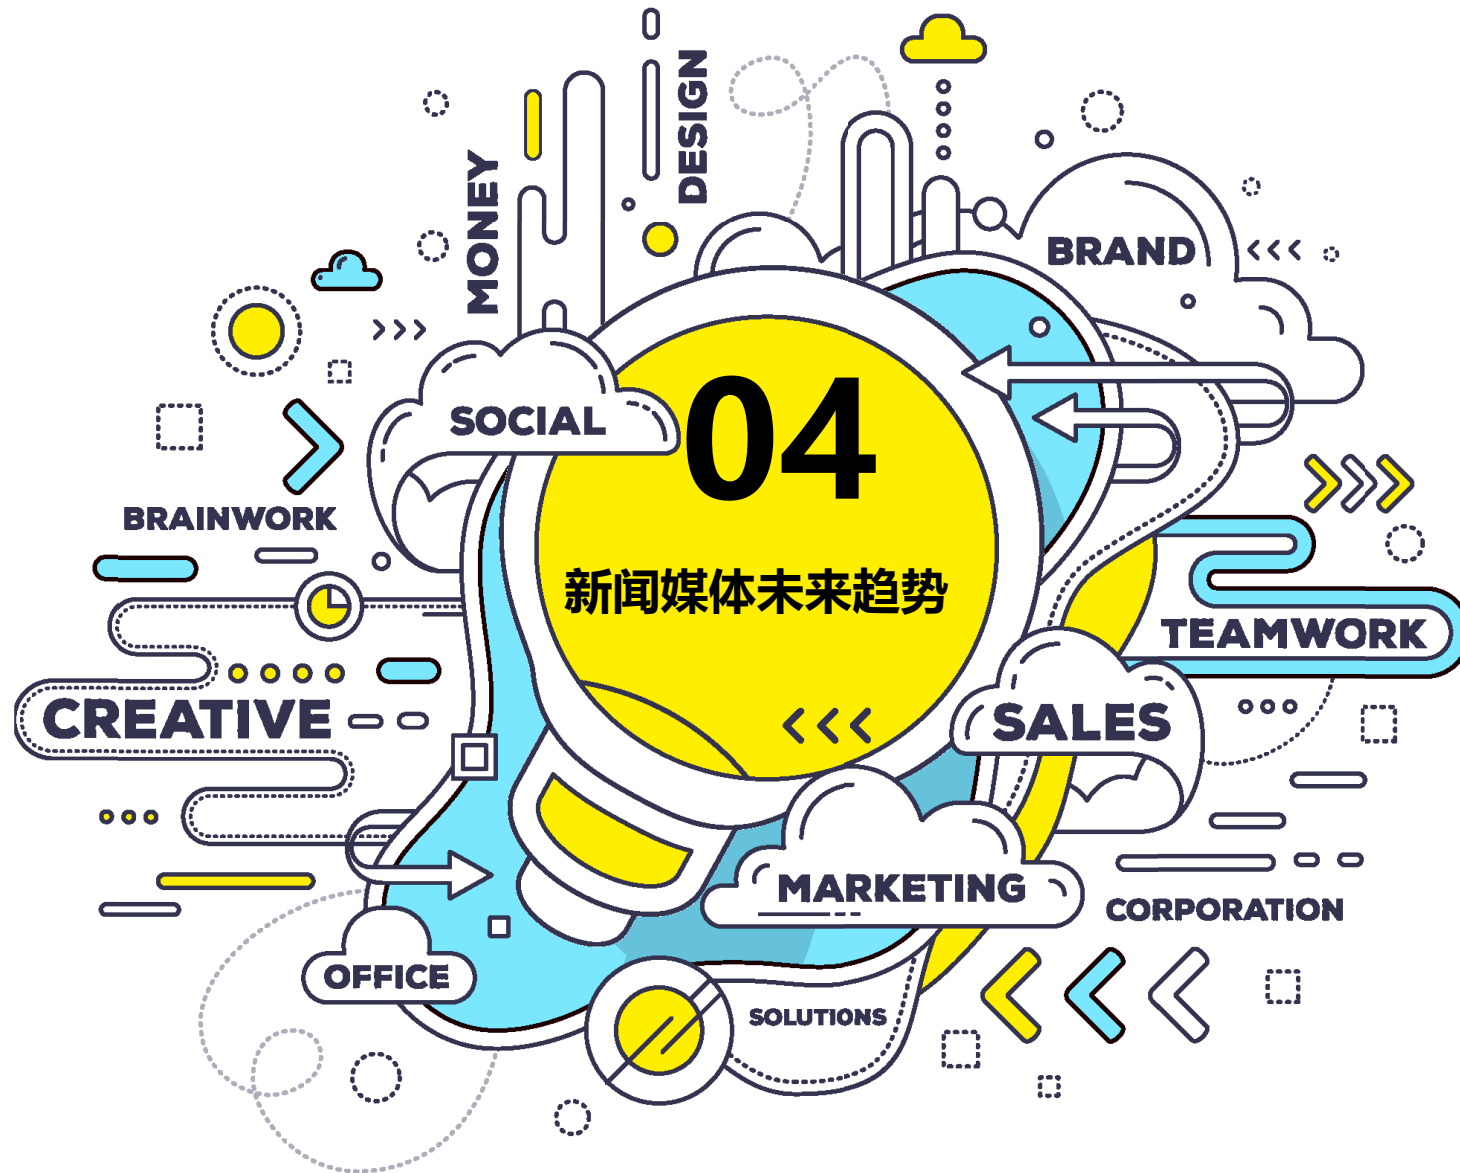 DESIGN
MONEY
BRAND
04
SOCIAL
BRAINWORK
新闻媒体未来趋势
TEAMWORK
CREATIVE
SALES
MARKETING
CORPORATION
OFFICE
SOLUTIONS